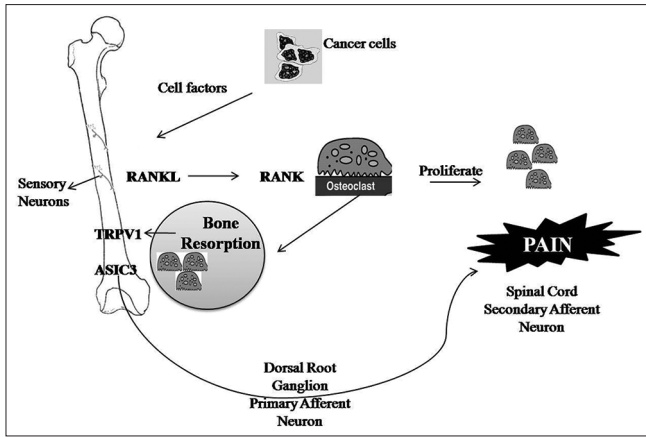 Cancer cells
Cell factors
Sensory
Neurons
RANKL
RANK
Osteoclast
Proliferate
TRPV1
Bone
Resorption
ASIC3
PAIN
Spinal Cord
Secondary Afferent
Neuron
Dorsal Root
Ganglion
Primary Afferent
Neuron